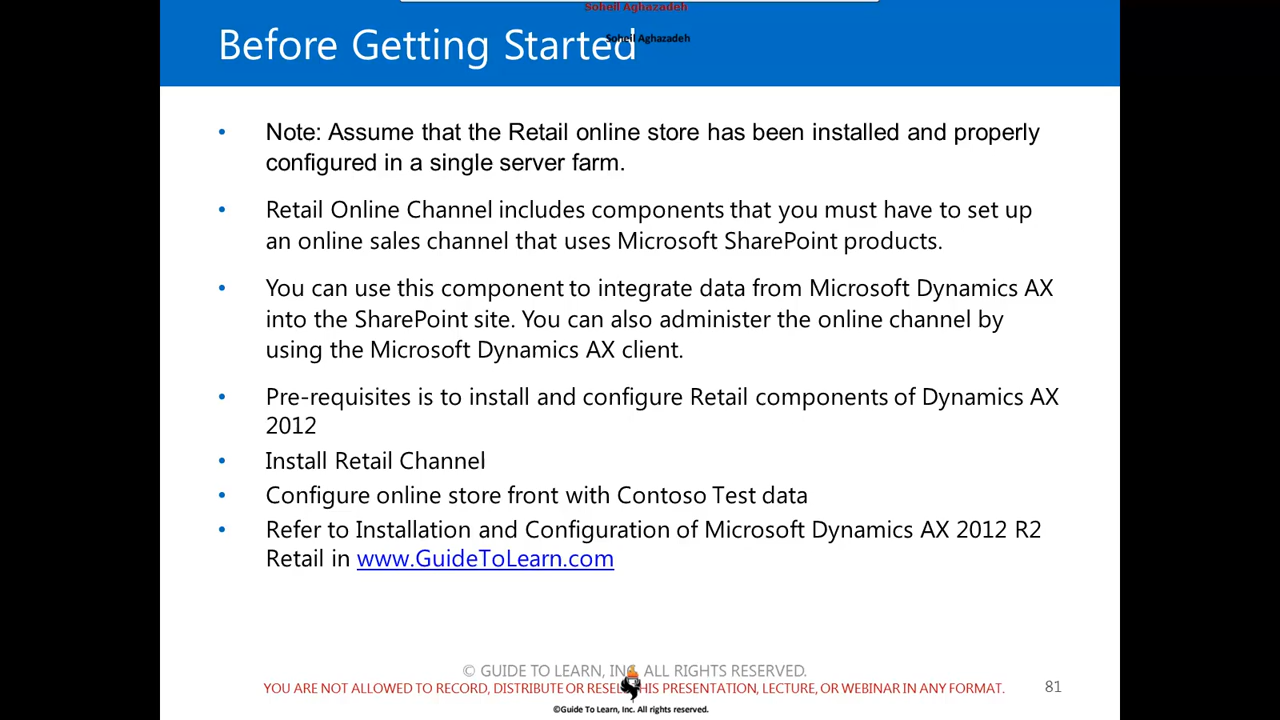 Soheil Aghazadeh
Soheil Aghazadeh
Before Getting Started
• Note: Assume that the Retail online store has been installed and properly
configured in a single server farm.
• Retail Online Channel includes components that you must have to set up
an online sales channel that uses Microsoft SharePoint products.
• You can use this component to integrate data from Microsoft Dynamics AX
into the SharePoint site. You can also administer the online channel by
using the Microsoft Dynamics AX client.
• Pre-requisites is to install and configure Retail components of Dynamics AX
2012
• Install Retail Channel
• Configure online store front with Contoso Test data
• Refer to Installation and Configuration of Microsoft Dynamics AX 2012 R2
Retail in www.GuideToLearn.com
© GUIDE TO LEARN, INC. ALL RIGHTS RESERVED.
YOU ARE NOT ALLOWED TO RECORD, DISTRIBUTE OR RESELL THIS PRESENTATION, LECTURE, OR WEBINAR IN ANY FORMAT.
81
©Guide To Learn, Inc. All rights reserved.